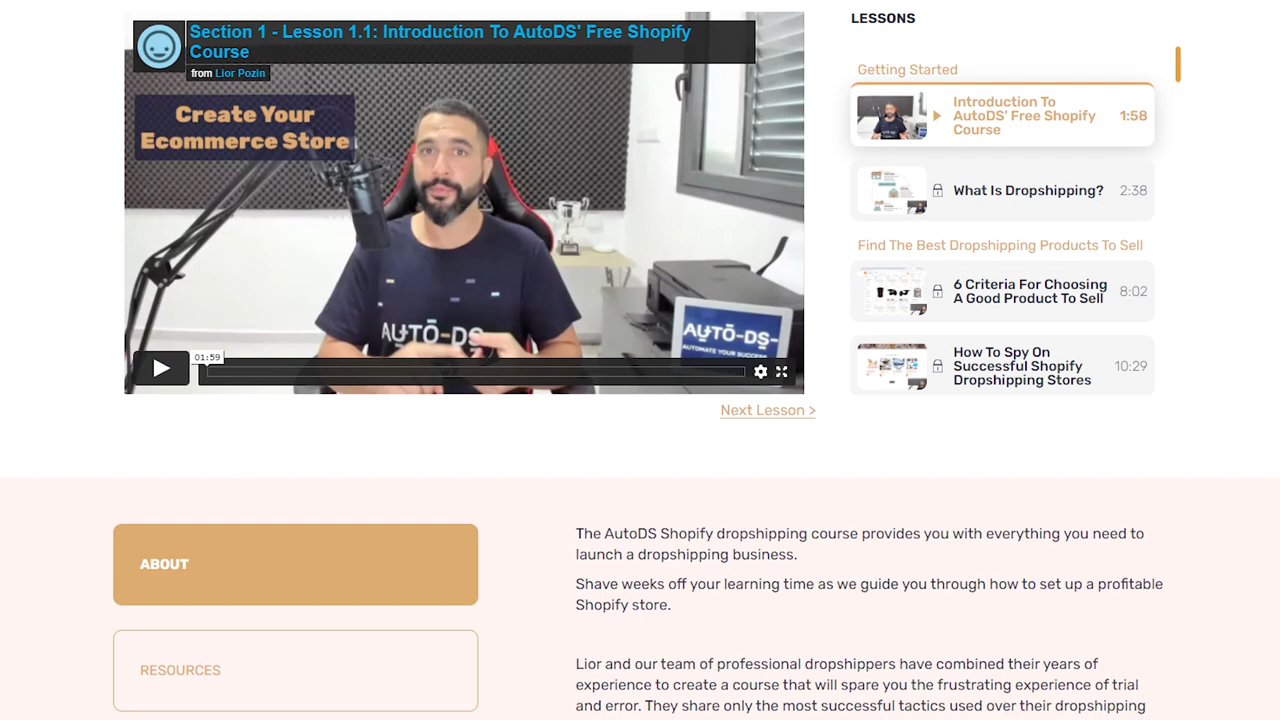 Section 1 - Lesson 1.1: Introduction To AutoDS' Free Shopify
Course
from Lior Pozin
Create Your
Ecommerce Store
AUTO-DS-
AUTO-DS-
AUTOMATE YOUR SUCCESS
01:59
Next Lesson >
LESSONS
Getting Started
Introduction To
AutoDS' Free Shopify
Course
1:58
What Is Dropshipping?
2:38
Find The Best Dropshipping Products To Sell
6 Criteria For Choosing
A Good Product To Sell
8:02
How To Spy On
Successful Shopify
Dropshipping Stores
10:29
ABOUT
RESOURCES
The AutoDS Shopify dropshipping course provides you with everything you need to
launch a dropshipping business.
Shave weeks off your learning time as we guide you through how to set up a profitable
Shopify store.
Lior and our team of professional dropshippers have combined their years of
experience to create a course that will spare you the frustrating experience of trial
and error. They share only the most successful tactics used over their dropshipping